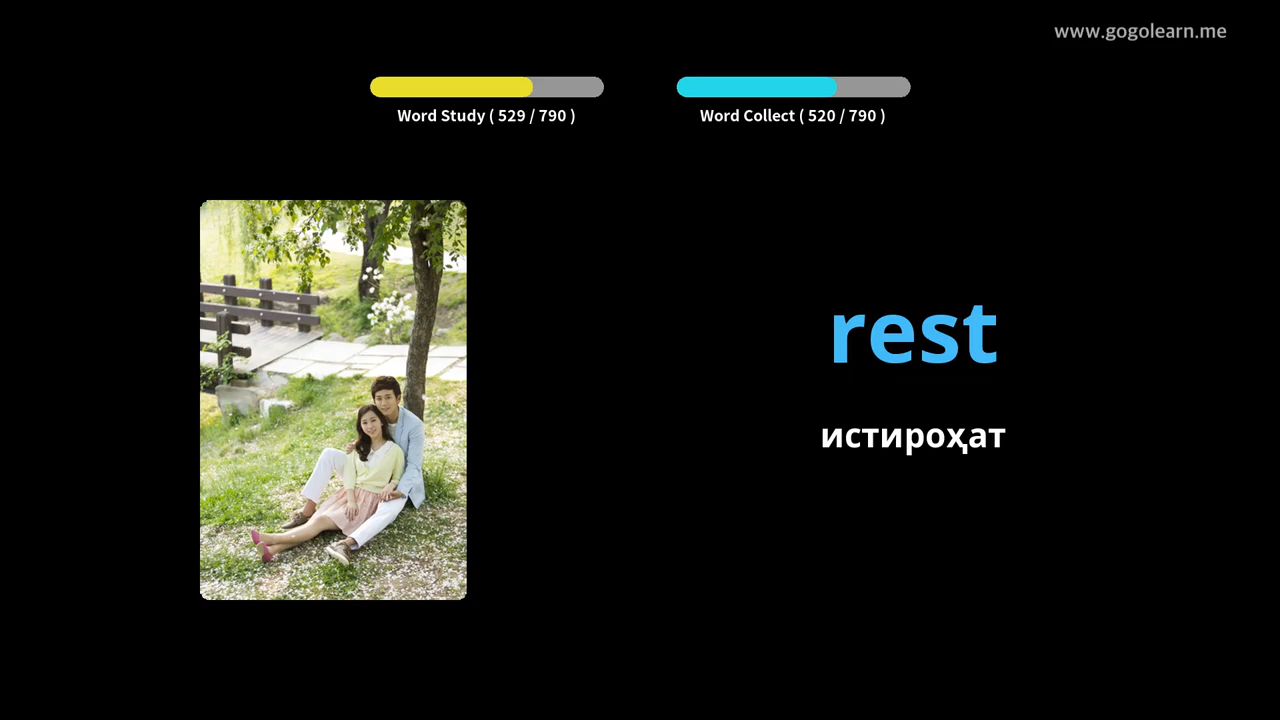 www.gogolearn.me
Word Study ( 529 / 790 )
Word Collect ( 520 / 790 )
rest
истироҳат